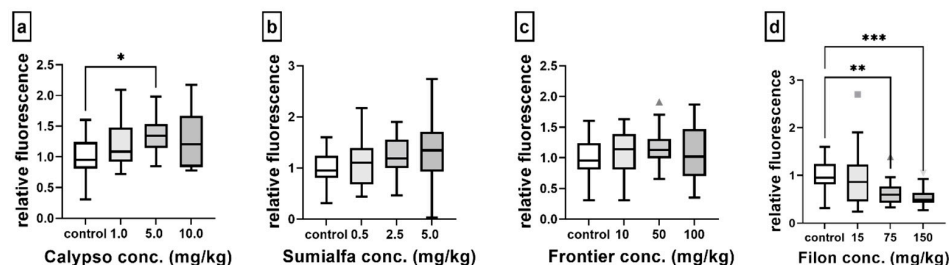 a
relative fluorescence
2.5
2.0
1.5
1.0
0.5
0.0
*
control 1.0 5.0 10.0
Calypso conc. (mg/kg)
b
relative fluorescence
3
2
1
0
control 0.5 2.5 5.0
Sumialfa conc. (mg/kg)
c
relative fluorescence
2.5
2.0
1.5
1.0
0.5
0.0
control 10 50 100
Frontier conc. (mg/kg)
d
relative fluorescence
3
2
1
0
***
**
control 15 75 150
Filon conc. (mg/kg)